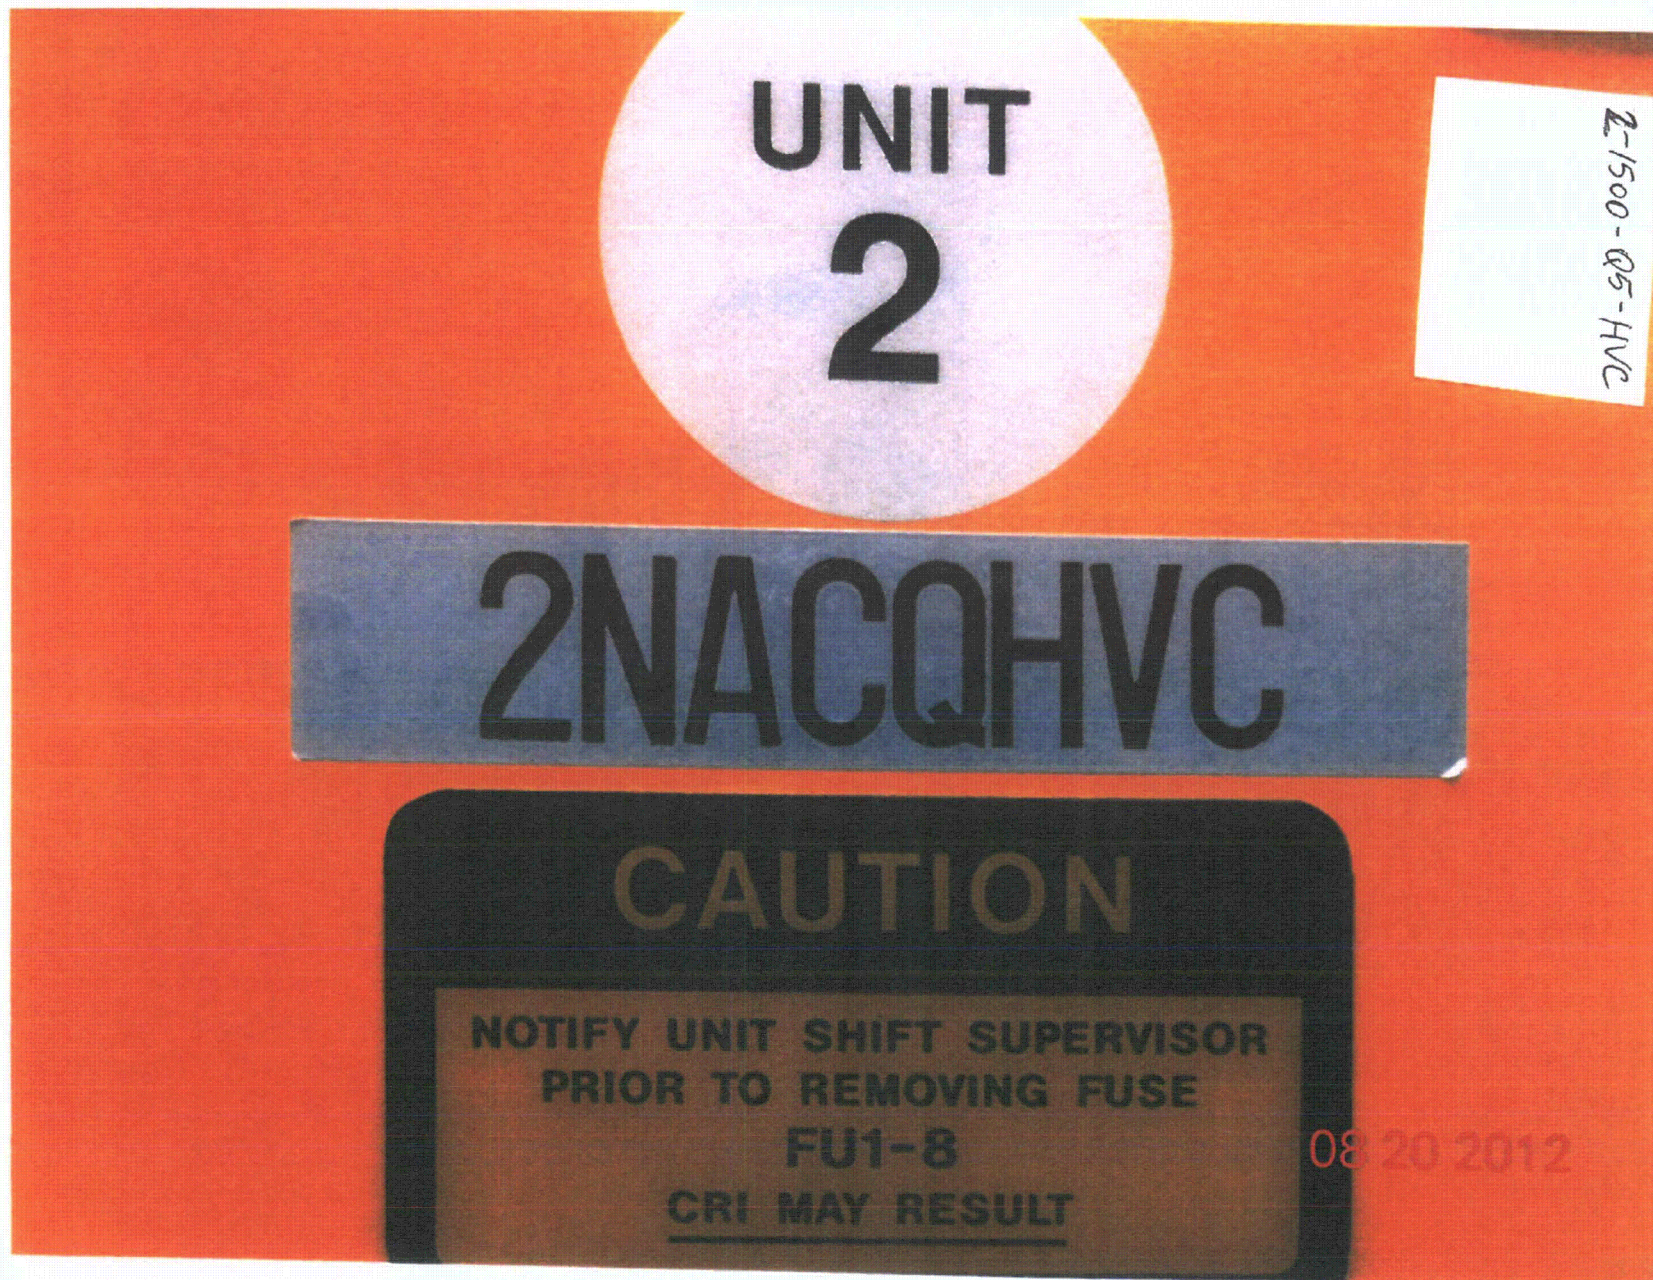 UNIT
2
2-1500-Q5-HVC
2NACQHVC
CAUTION
NOTIFY UNIT SHIFT SUPERVISOR
PRIOR TO REMOVING FUSE
FU1-8
CRI MAY RESULT
08 20 2012